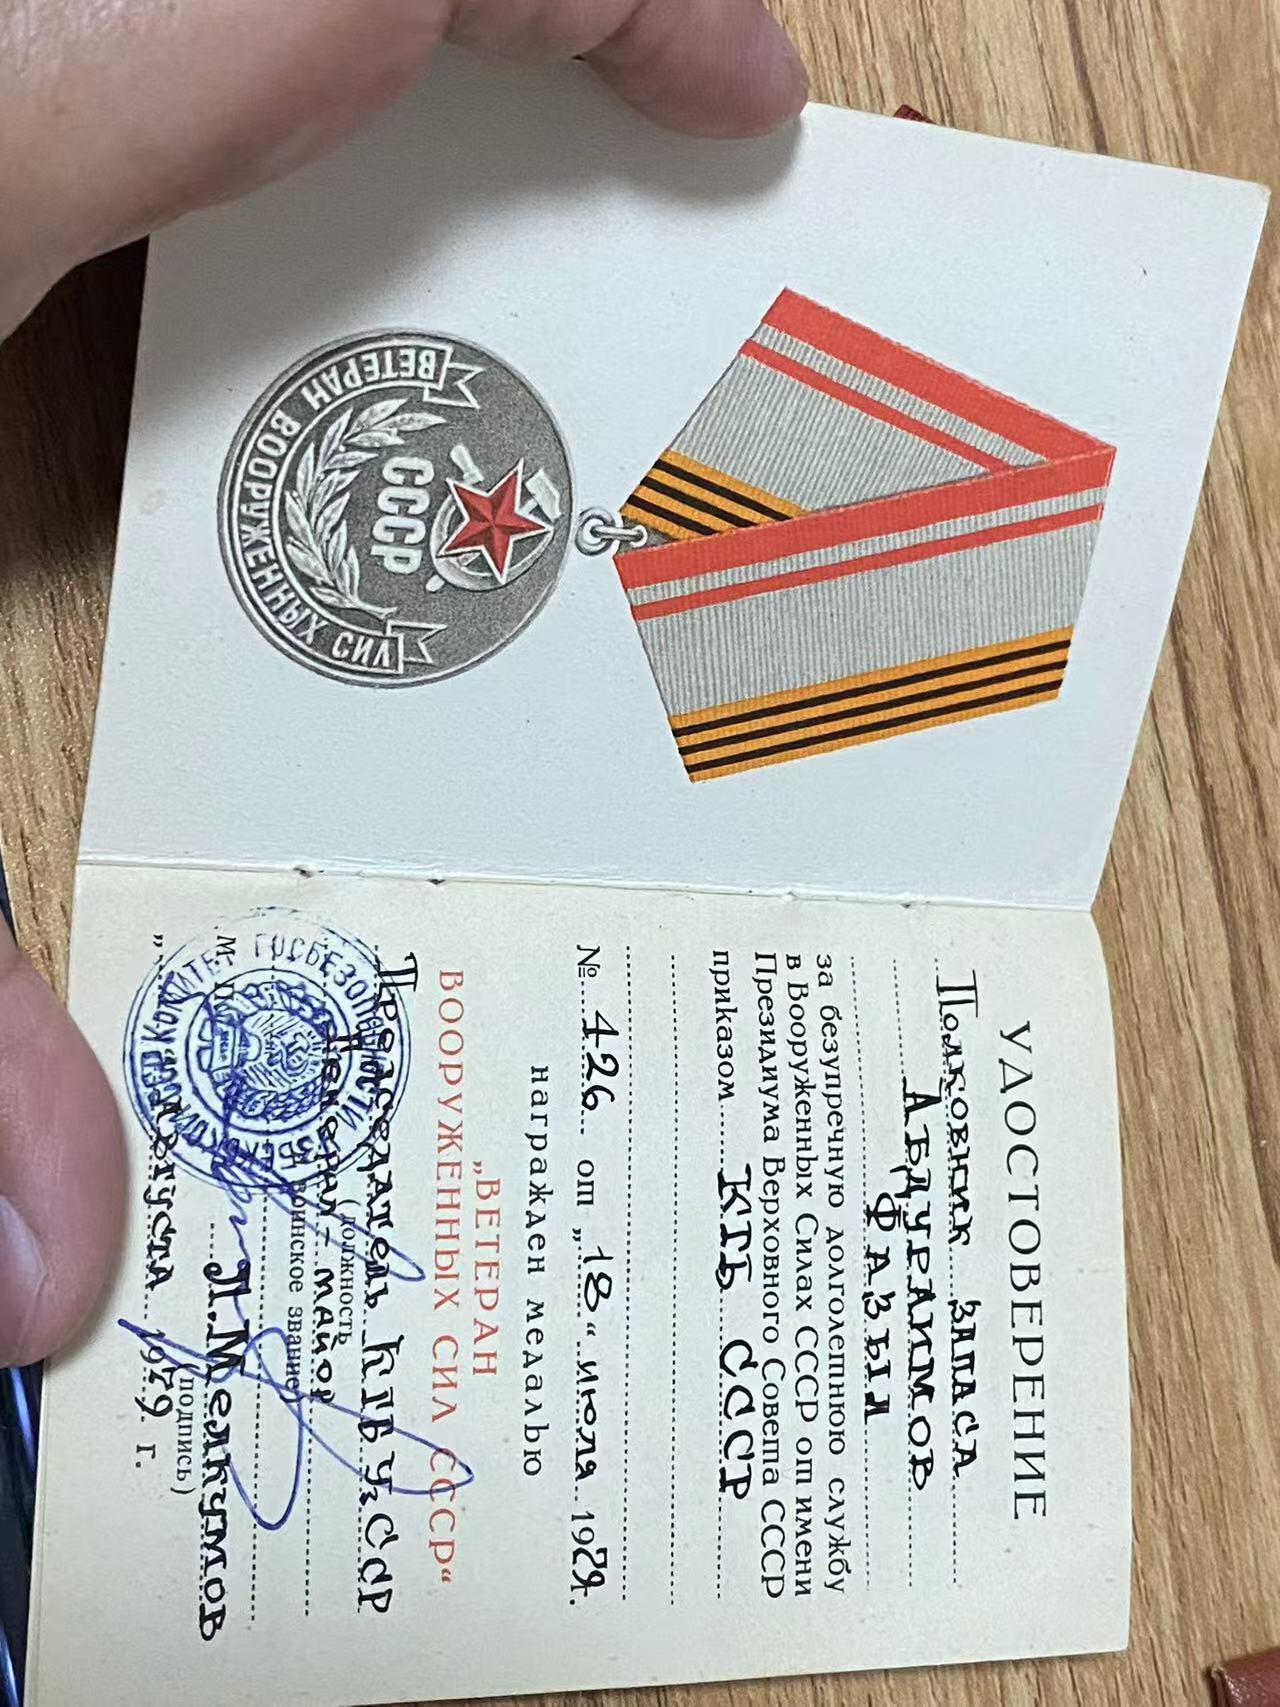 ВЕТЕРАН ВООРУЖЕННЫХ СИЛ
СССР
УДОСТОВЕРЕНИЕ
Полковник запаса
АБДУРАИМОВ
ФАЗЫЛ
за безупречную долголетнюю службу
в Вооруженных Силах СССР от имени
Президиума Верховного Совета СССР
приказом КГБ СССР
№ 426 от „18“ июля 1979г.
награжден медалью
„ВЕТЕРАН
ВООРУЖЕННЫХ СИЛ СССР“
Председатель КГБ УзССР
(должность
Генерал-майор
и воинское звание)
М. П. Л. Мелкумов
(подпись)
августа 1979 г.